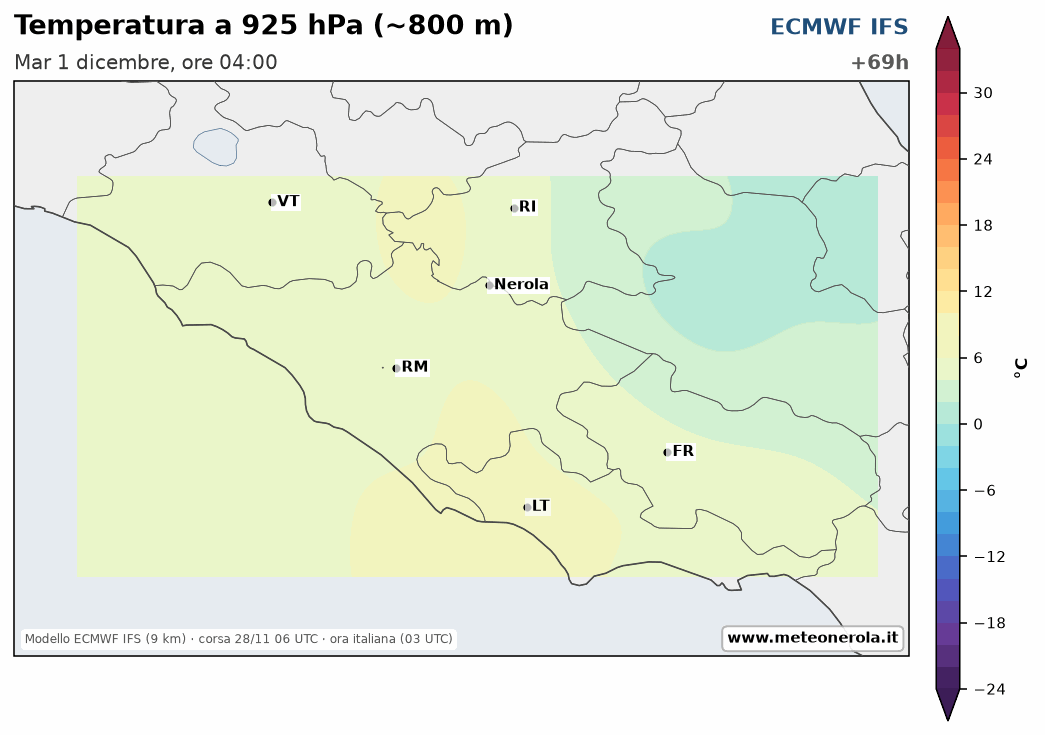 Temperatura a 925 hPa (~800 m)
ECMWF IFS
Mar 1 dicembre, ore 04:00
+69h
VT
RI
Nerola
RM
FR
LT
30
24
18
12
6
0
−6
−12
−18
−24
°C
Modello ECMWF IFS (9 km) · corsa 28/11 06 UTC · ora italiana (03 UTC)
www.meteonerola.it